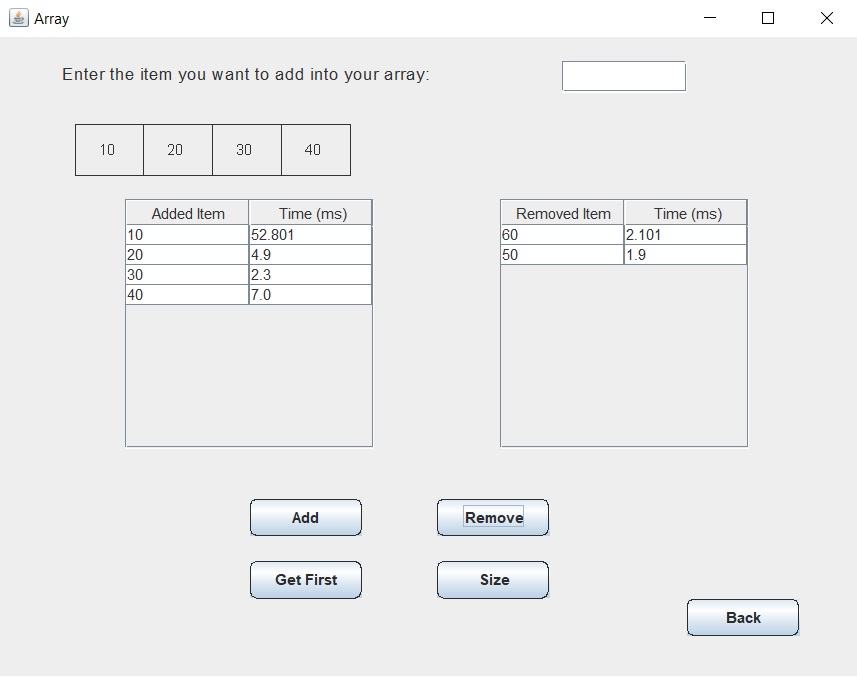 Array
Enter the item you want to add into your array:
10 20 30 40
Added Item Time (ms)
10 52.801
20 4.9
30 2.3
40 7.0
Removed Item Time (ms)
60 2.101
50 1.9
Add Remove
Get First Size
Back